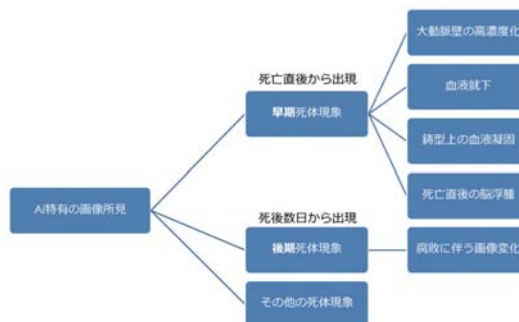 大動脈壁の高濃度化
死亡直後から出現
血液就下
早期死体現象
鋳型上の血液凝固
死亡直後の脳浮腫
Ai特有の画像所見
死後数日から出現
後期死体現象
腐敗に伴う画像変化
その他の死体現象